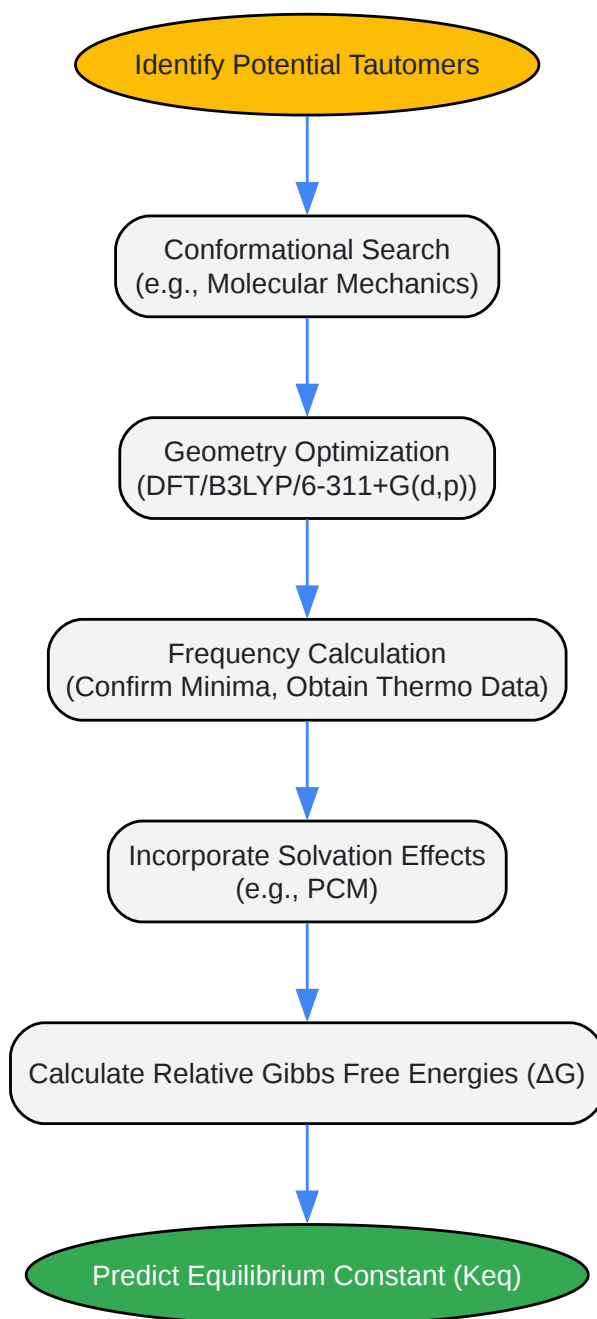 Identify Potential Tautomers
Conformational Search
(e.g., Molecular Mechanics)
Geometry Optimization
(DFT/B3LYP/6-311+G(d,p))
Frequency Calculation
(Confirm Minima, Obtain Thermo Data)
Incorporate Solvation Effects
(e.g., PCM)
Calculate Relative Gibbs Free Energies (ΔG)
Predict Equilibrium Constant (Keq)